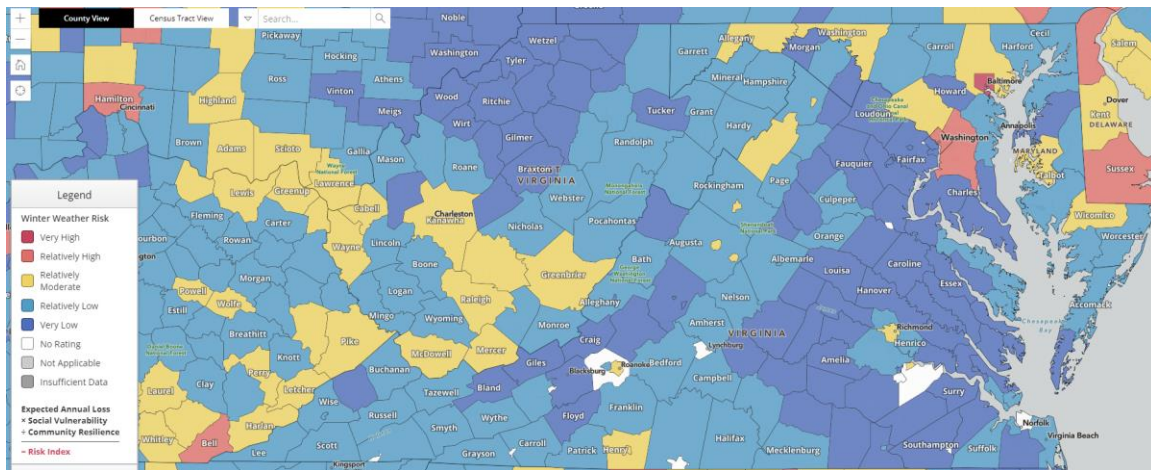 County View
Census Tract View
Search...
+
−
Noble
Washington
Wetzel
Tyler
Pickaway
Hocking
Athens
Ross
Vinton
Meigs
Wood
Ritchie
Wirt
Gilmer
Hamilton
Cincinnati
Highland
Brown
Adams
Scioto
Gallia
Mason
Roane
Braxton
VIRGINIA
Webster
Randolph
Tucker
Garrett
Allegany
Washington
Morgan
Mineral
Hampshire
Grant
Hardy
Carroll
Cecil
Harford
Baltimore
Howard
Loudoun
Washington
Annapolis
MARYLAND
Talbot
Salem
Dover
Kent
DELAWARE
Sussex
Wicomico
Worcester
Accomack
Chesapeake
Bay
Fairfax
Fauquier
Charles
Culpeper
Page
Rockingham
Pocahontas
Augusta
Orange
Albemarle
Louisa
Caroline
Essex
Hanover
Wayne
National Forest
Lawrence
Lewis
Greenup
Cabell
Charleston
Kanawha
Fleming
Carter
Rowan
Wayne
Lincoln
Nicholas
Boone
Greenbrier
Bath
Morgan
Logan
Raleigh
Alleghany
Nelson
Powell
Wolfe
Estill
Mingo
Wyoming
Monroe
Amherst
VIRGINIA
Richmond
Henrico
Breathitt
Pike
McDowell
Mercer
Craig
Giles
Lynchburg
Roanoke
Blacksburg
Bedford
Amelia
Knott
Perry
Letcher
Buchanan
Bland
Campbell
Surry
Laurel
Clay
Wise
Tazewell
Russell
Wythe
Floyd
Franklin
Norfolk
Whitley
Bell
Harlan
Lee
Scott
Smyth
Grayson
Carroll
Patrick
Henry
Halifax
Mecklenburg
Southampton
Suffolk
Virginia Beach
Kingsport
Legend
Winter Weather Risk
Very High
Relatively High
Relatively
Moderate
Relatively Low
Very Low
No Rating
Not Applicable
Insufficient Data
Expected Annual Loss
× Social Vulnerability
÷ Community Resilience
= Risk Index